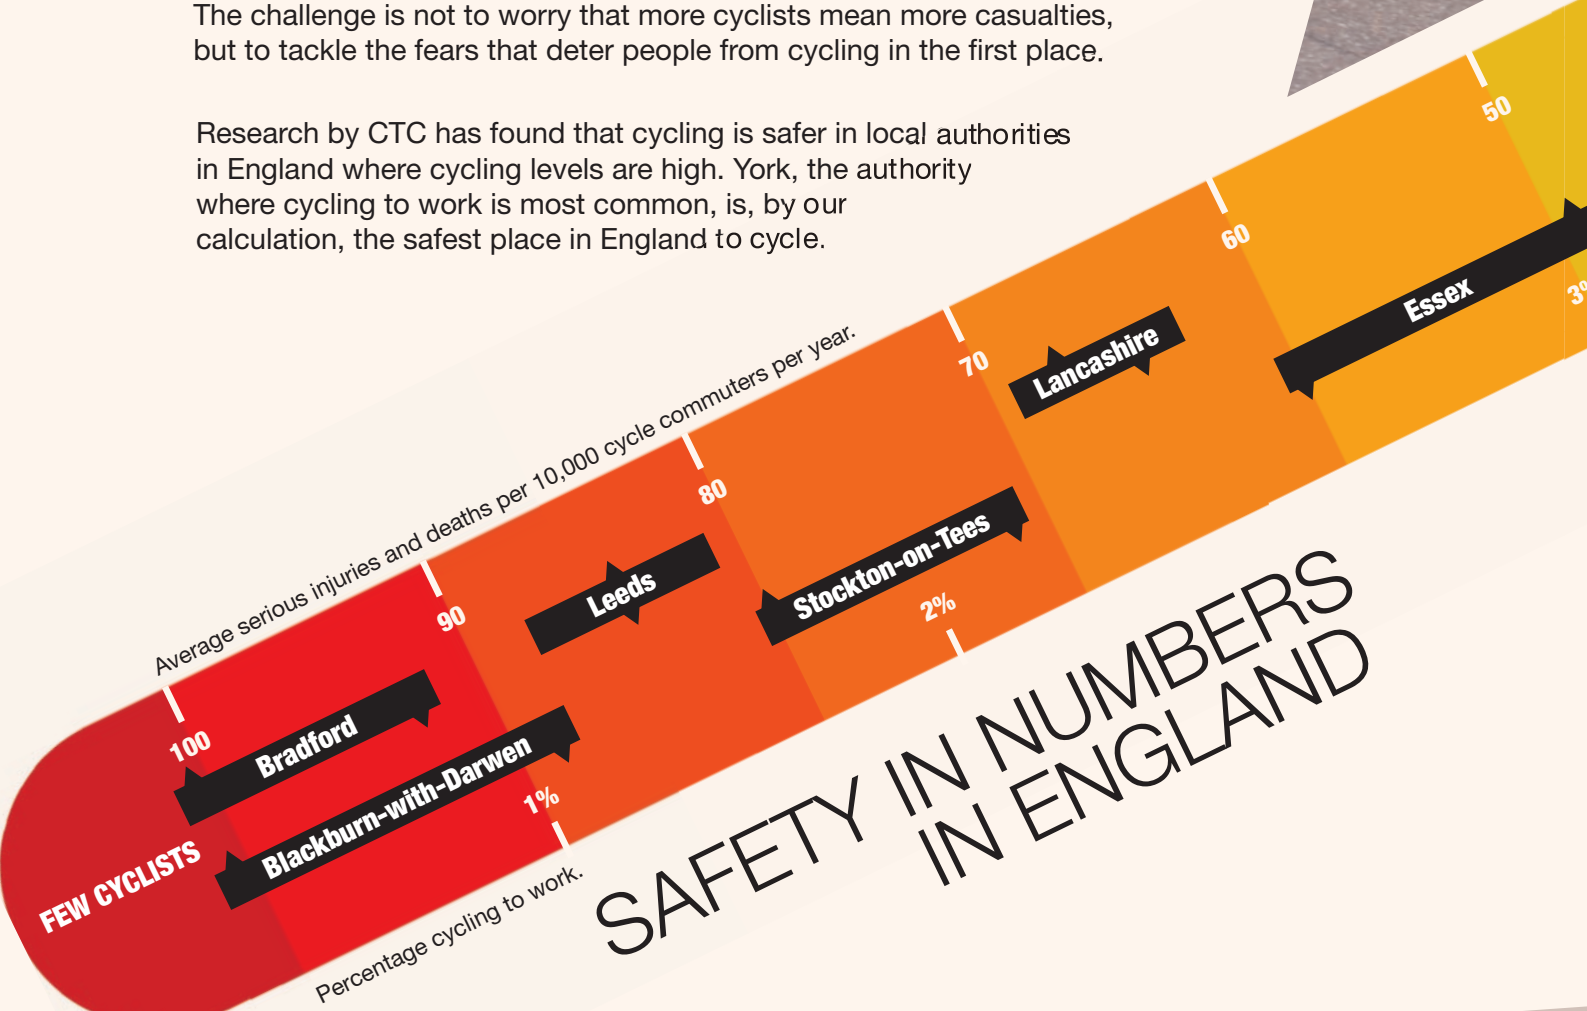 The challenge is not to worry that more cyclists mean more casualties,
but to tackle the fears that deter people from cycling in the first place.
Research by CTC has found that cycling is safer in local authorities
in England where cycling levels are high. York, the authority
where cycling to work is most common, is, by our
calculation, the safest place in England to cycle.
Average serious injuries and deaths per 10,000 cycle commuters per year.
100
90
80
70
60
50
Bradford
Blackburn-with-Darwen
Leeds
Stockton-on-Tees
Lancashire
Essex
FEW CYCLISTS
1%
2%
Percentage cycling to work.
SAFETY IN NUMBERS
IN ENGLAND